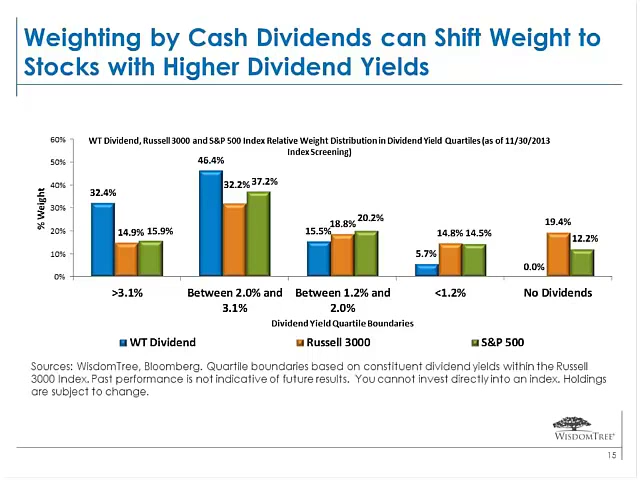 Weighting by Cash Dividends can Shift Weight to
Stocks with Higher Dividend Yields
WT Dividend, Russell 3000 and S&P 500 Index Relative Weight Distribution in Dividend Yield Quartiles (as of 11/30/2013
Index Screening)
% Weight
60%
50%
40%
30%
20%
10%
0%
32.4%
14.9%
15.9%
46.4%
32.2%
37.2%
15.5%
18.8%
20.2%
5.7%
14.8%
14.5%
0.0%
19.4%
12.2%
>3.1%
Between 2.0% and
3.1%
Between 1.2% and
2.0%
<1.2%
No Dividends
Dividend Yield Quartile Boundaries
WT Dividend
Russell 3000
S&P 500
Sources: WisdomTree, Bloomberg. Quartile boundaries based on constituent dividend yields within the Russell
3000 Index. Past performance is not indicative of future results. You cannot invest directly into an index. Holdings
are subject to change.
WISDOMTREE®
15